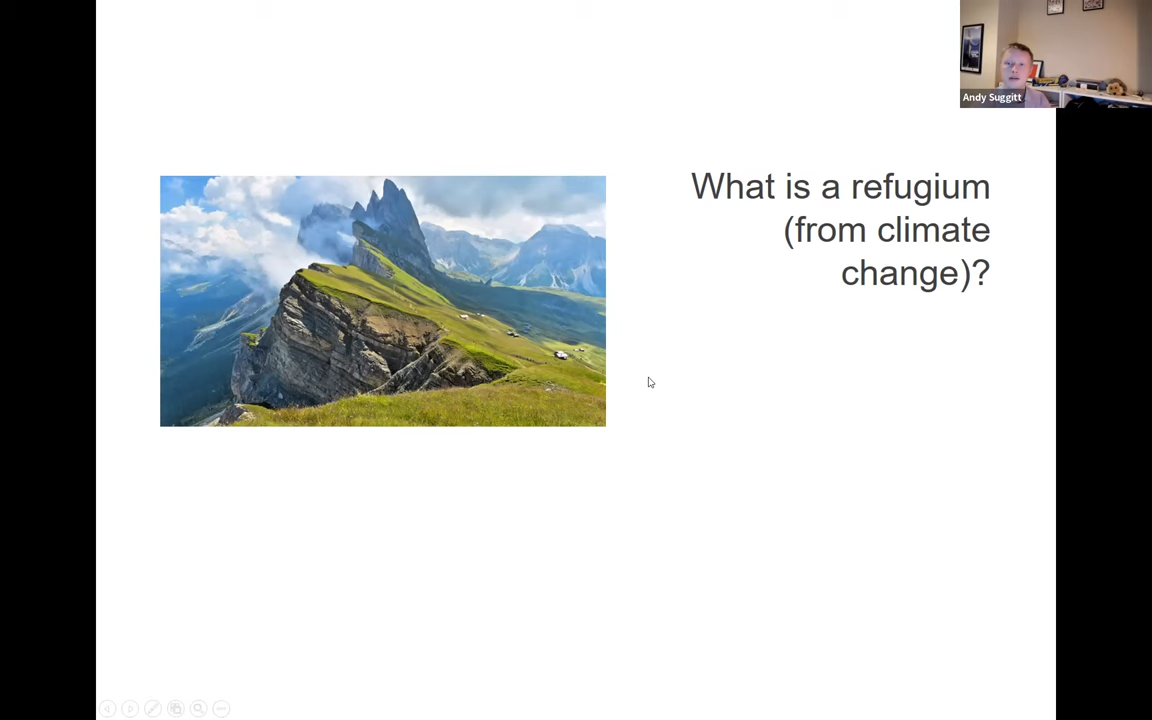 Andy Suggitt
What is a refugium
(from climate
change)?